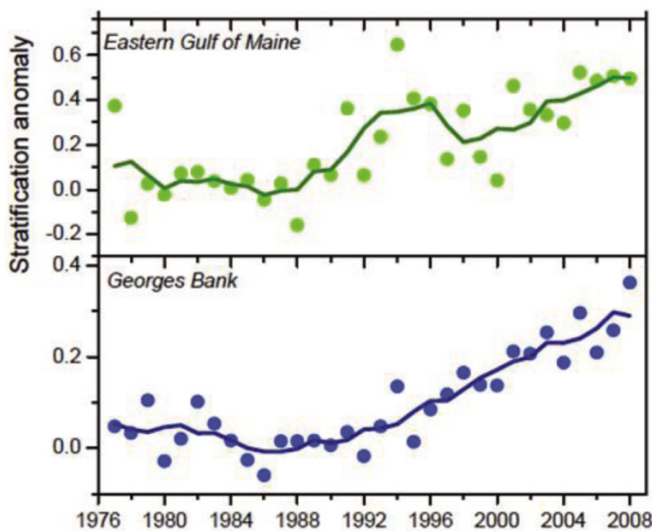 Stratification anomaly
Eastern Gulf of Maine
0.6
0.4
0.2
0.0
-0.2
Georges Bank
0.4
0.2
0.0
1976 1980 1984 1988 1992 1996 2000 2004 2008